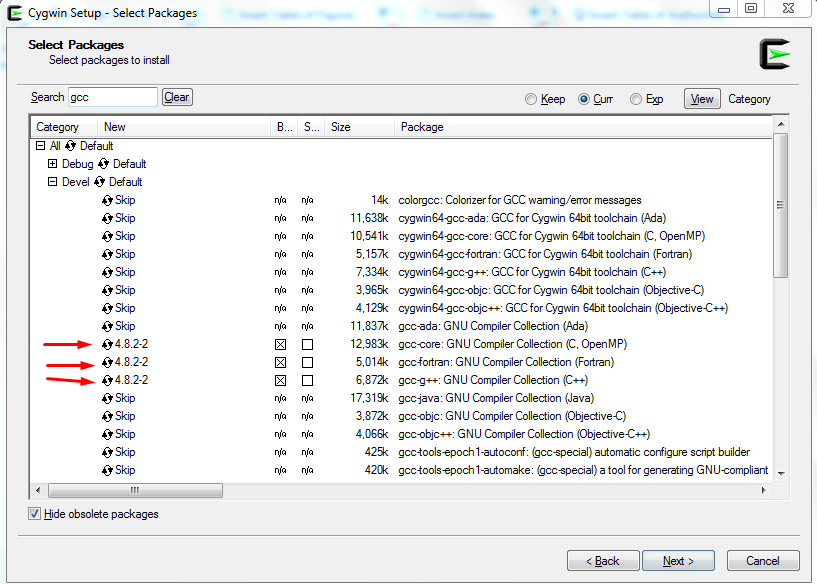 Cygwin Setup - Select Packages
Select Packages
Select packages to install
Search gcc Clear Keep Curr Exp View Category
Category New B... S... Size Package
All Default
Debug Default
Devel Default
Skip n/a n/a 14k colorgcc: Colorizer for GCC warning/error messages
Skip n/a n/a 11,638k cygwin64-gcc-ada: GCC for Cygwin 64bit toolchain (Ada)
Skip n/a n/a 10,541k cygwin64-gcc-core: GCC for Cygwin 64bit toolchain (C, OpenMP)
Skip n/a n/a 5,157k cygwin64-gcc-fortran: GCC for Cygwin 64bit toolchain (Fortran)
Skip n/a n/a 7,334k cygwin64-gcc-g++: GCC for Cygwin 64bit toolchain (C++)
Skip n/a n/a 3,965k cygwin64-gcc-objc: GCC for Cygwin 64bit toolchain (Objective-C)
Skip n/a n/a 4,129k cygwin64-gcc-objc++: GCC for Cygwin 64bit toolchain (Objective-C++)
Skip n/a n/a 11,837k gcc-ada: GNU Compiler Collection (Ada)
4.8.2-2 12,983k gcc-core: GNU Compiler Collection (C, OpenMP)
4.8.2-2 5,014k gcc-fortran: GNU Compiler Collection (Fortran)
4.8.2-2 6,872k gcc-g++: GNU Compiler Collection (C++)
Skip n/a n/a 17,319k gcc-java: GNU Compiler Collection (Java)
Skip n/a n/a 3,872k gcc-objc: GNU Compiler Collection (Objective-C)
Skip n/a n/a 4,066k gcc-objc++: GNU Compiler Collection (Objective-C++)
Skip n/a n/a 425k gcc-tools-epoch1-autoconf: (gcc-special) automatic configure script builder
Skip n/a n/a 420k gcc-tools-epoch1-automake: (gcc-special) a tool for generating GNU-compliant
Hide obsolete packages
< Back Next > Cancel